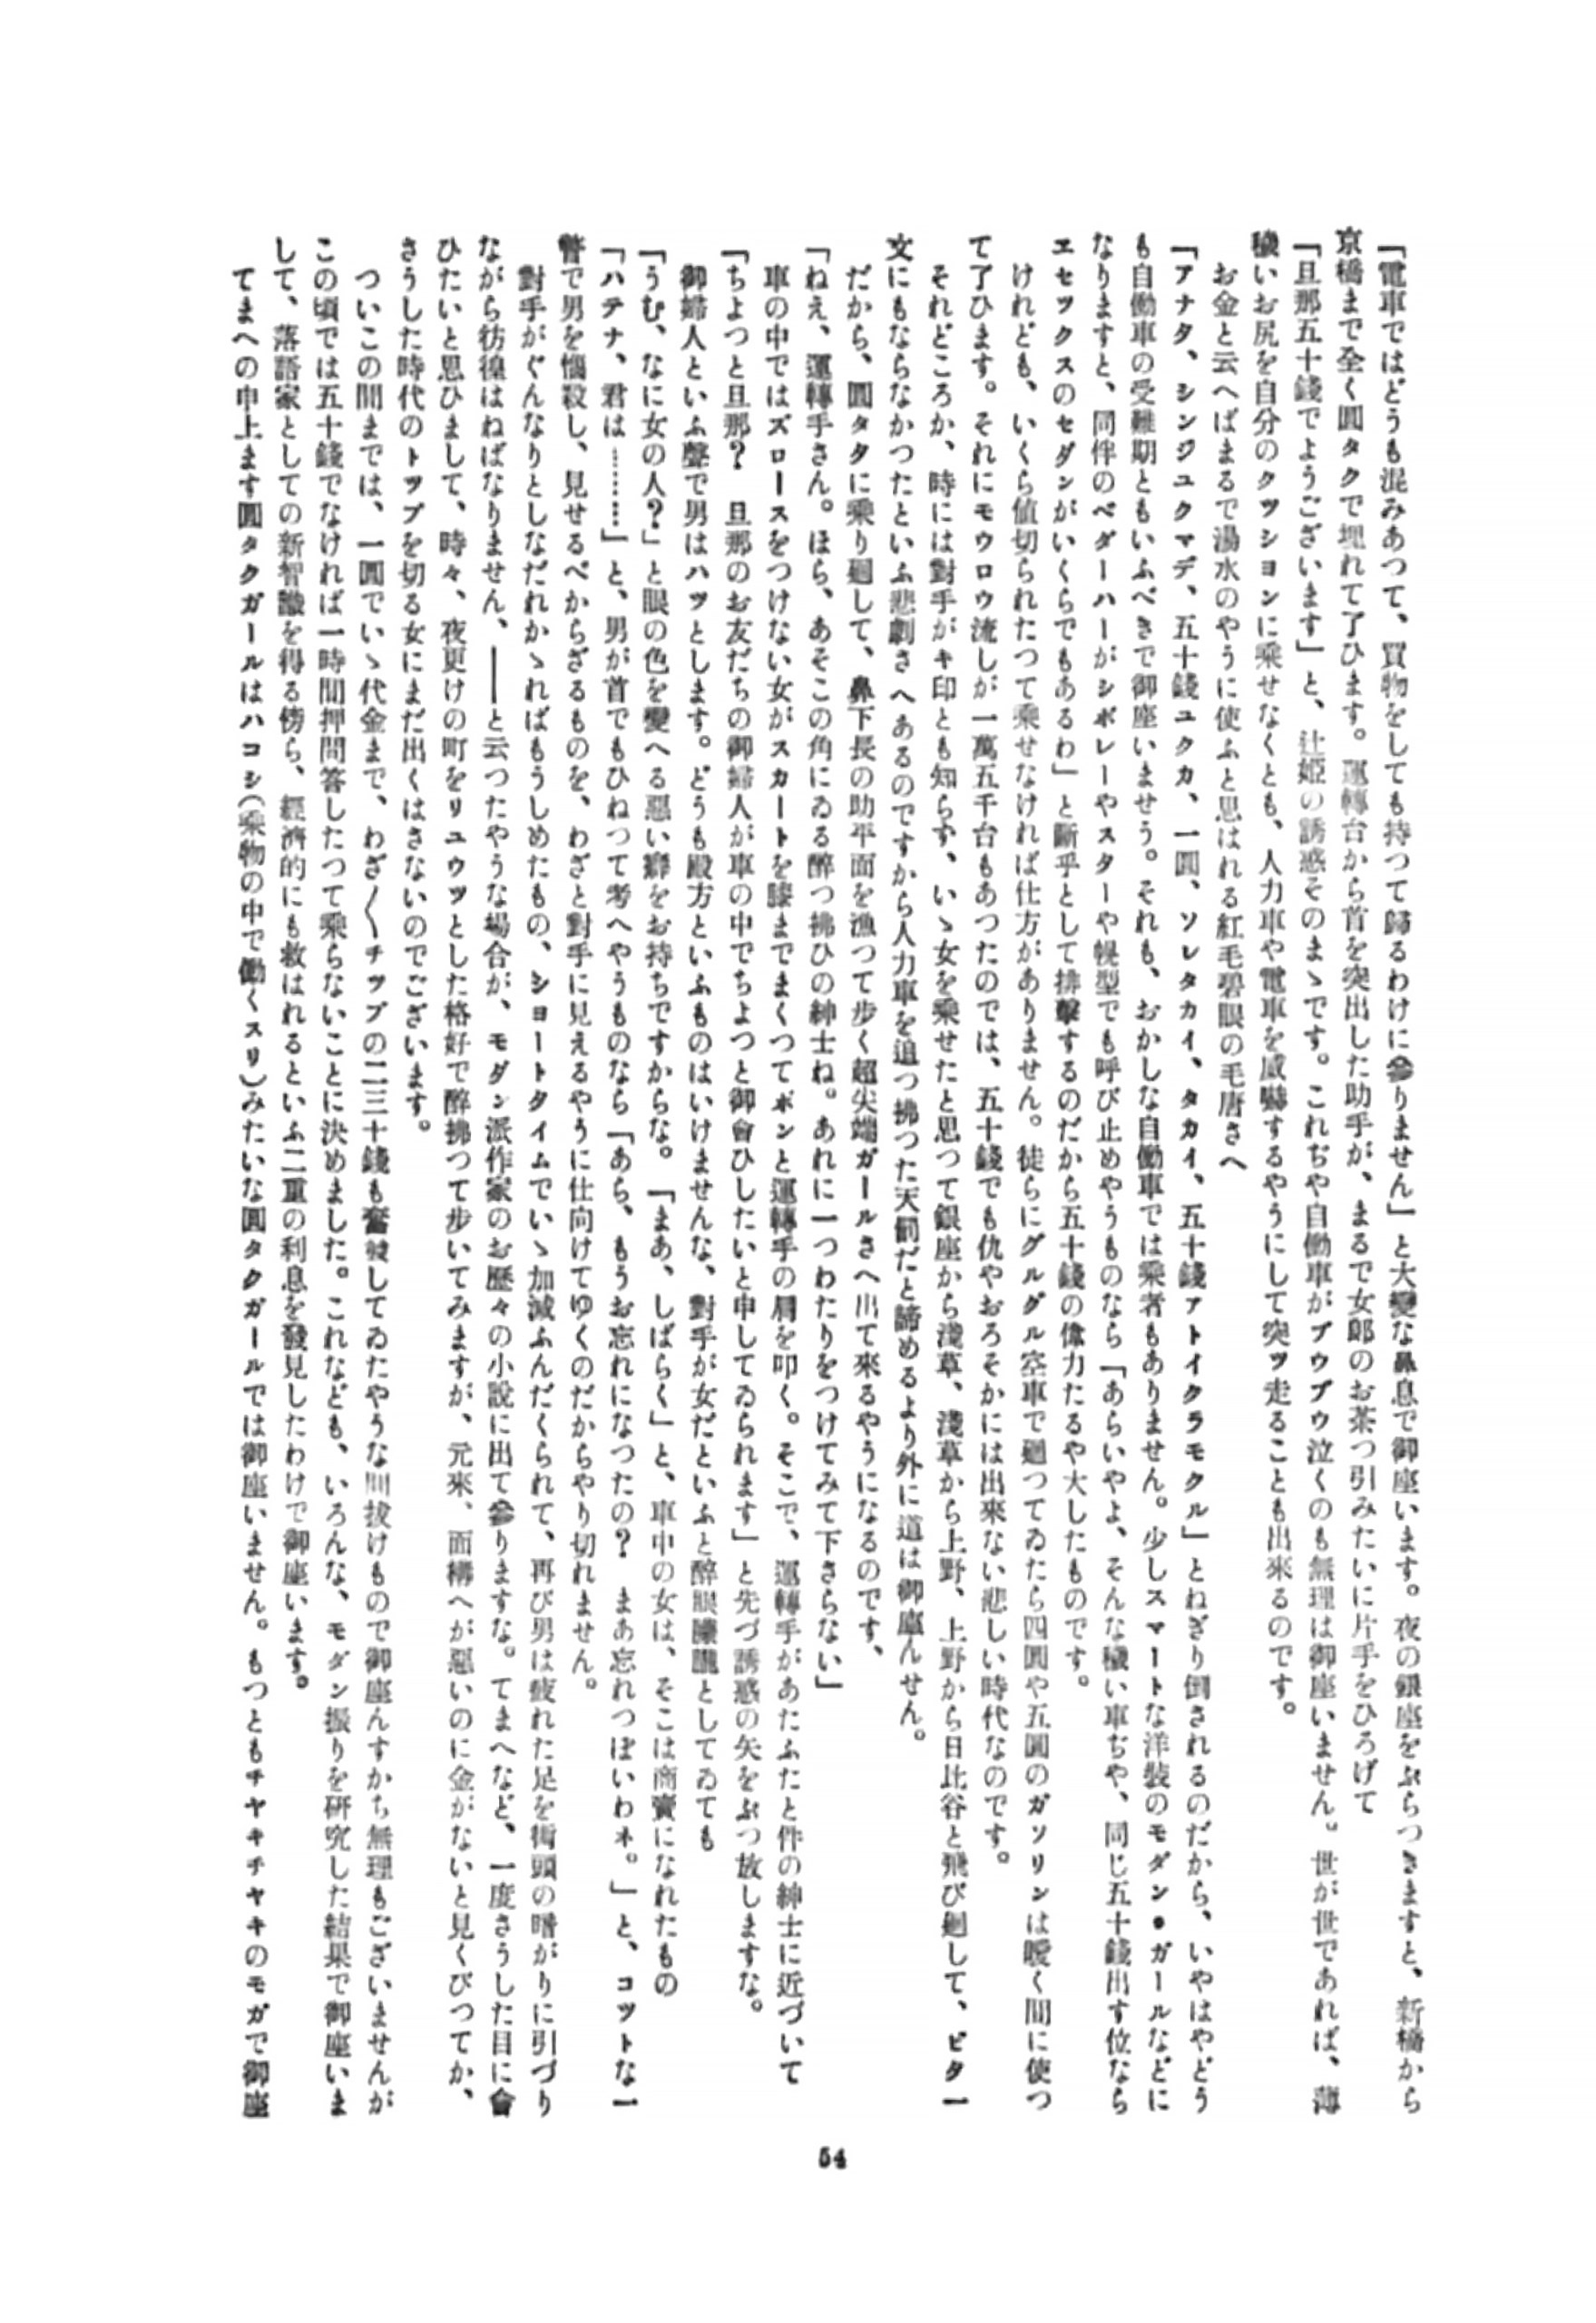 「電車ではどうも混みあつて、買物をしても持つて歸るわけに參りません」と大變な鼻息で御座います。夜の銀座をぶらつきますと、新橋から
京橋まで全く圓タクで埋れて了ひます。運轉台から首を突出した助手が、まるで女郎のお茶つ引みたいに片手をひろげて
「旦那五十錢でようございます」と、辻姫の誘惑そのまゝです。これぢや自働車がブウブウ泣くのも無理は御座いません。世が世であれば、薄
穢いお尻を自分のクツシヨンに乘せなくとも、人力車や電車を威嚇するやうにして突ツ走ることも出來るのです。
お金と云へばまるで湯水のやうに使ふと思はれる紅毛碧眼の毛唐さへ
「アナタ、シンジユクマデ、五十錢ユクカ、一圓、ソレタカイ、タカイ、五十錢アトイクラモクル」とねぎり倒されるのだから、いやはやどう
も自働車の受難期ともいふべきで御座いませう。それも、おかしな自働車では乘者もありません。少しスマートな洋裝のモダン・ガールなどに
なりますと、同伴のベダーハーがシボレーやスターや幌型でも呼び止めやうものなら「あらいやよ、そんな穢い車ぢや、同じ五十錢出す位なら
エセツクスのセダンがいくらでもあるわ」と斷乎として排擊するのだから五十錢の偉力たるや大したものです。
けれども、いくら値切られたつて乘せなければ仕方がありません。徒らにグルグル空車で廻つてゐたら四圓や五圓のガソリンは瞬く間に使つ
て了ひます。それにモウロウ流しが一萬五千台もあつたのでは、五十錢でも仇やおろそかには出來ない悲しい時代なのです。
それどころか、時には對手がキ印とも知らず、いゝ女を乘せたと思つて銀座から淺草、淺草から上野、上野から日比谷と飛び廻して、ビター
文にもならなかつたといふ悲劇さへあるのですから人力車を追つ拂つた天罰だと諦めるより外に道は御座んせん。
だから、圓タクに乘り廻して、鼻下長の助平面を漁つて步く超尖端ガールさへ出て來るやうになるのです、
「ねえ、運轉手さん。ほら、あそこの角にゐる醉つ拂ひの紳士ね。あれに一つわたりをつけてみて下さらない」
車の中ではズロースをつけない女がスカートを膝までまくつてポンと運轉手の肩を叩く。そこで、運轉手があたふたと件の紳士に近づいて
「ちよつと旦那?　旦那のお友だちの御婦人が車の中でちよつと御會ひしたいと申してゐられます」と先づ誘惑の矢をぶつ放しますな。
御婦人といふ聲で男はハツとします。どうも殿方といふものはいけませんな、對手が女だといふと醉眼朦朧としてゐても
「うむ、なに女の人?」と眼の色を變へる惡い癖をお持ちですからな。「まあ、しばらく」と、車中の女は、そこは商賣になれたもの
「ハテナ、君は………」と、男が首でもひねつて考へやうものなら「あら、もうお忘れになつたの?　まあ忘れつぽいわネ。」と、コツトな一
瞥で男を惱殺し、見せるべからざるものを、わざと對手に見えるやうに仕向けてゆくのだからやり切れません。
對手がぐんなりとしなだれかゝればもうしめたもの、シヨートタイムでいゝ加減ふんだくられて、再び男は疲れた足を街頭の暗がりに引づり
ながら彷徨はねばなりません、――と云つたやうな場合が、モダン派作家のお歷々の小說に出て參りますな。てまへなど、一度さうした目に會
ひたいと思ひまして、時々、夜更けの町をリユウツとした格好で醉拂つて步いてみますが、元來、面構へが惡いのに金がないと見くびつてか、
さうした時代のトツプを切る女にまだ出くはさないのでございます。
ついこの間までは、一圓でいゝ代金まで、わざ〱チツプの二三十錢も奮發してゐたやうな間拔けもので御座んすから無理もございませんが
この頃では五十錢でなければ一時間押問答したつて乘らないことに決めました。これなども、いろんな、モダン振りを研究した結果で御座いま
して、落語家としての新智識を得る傍ら、經濟的にも救はれるといふ二重の利息を發見したわけで御座います。
てまへの申上ます圓タクガールはハコシ(乘物の中で働くスリ)みたいな圓タクガールでは御座いません。もつともチヤキチヤキのモガで御座
54